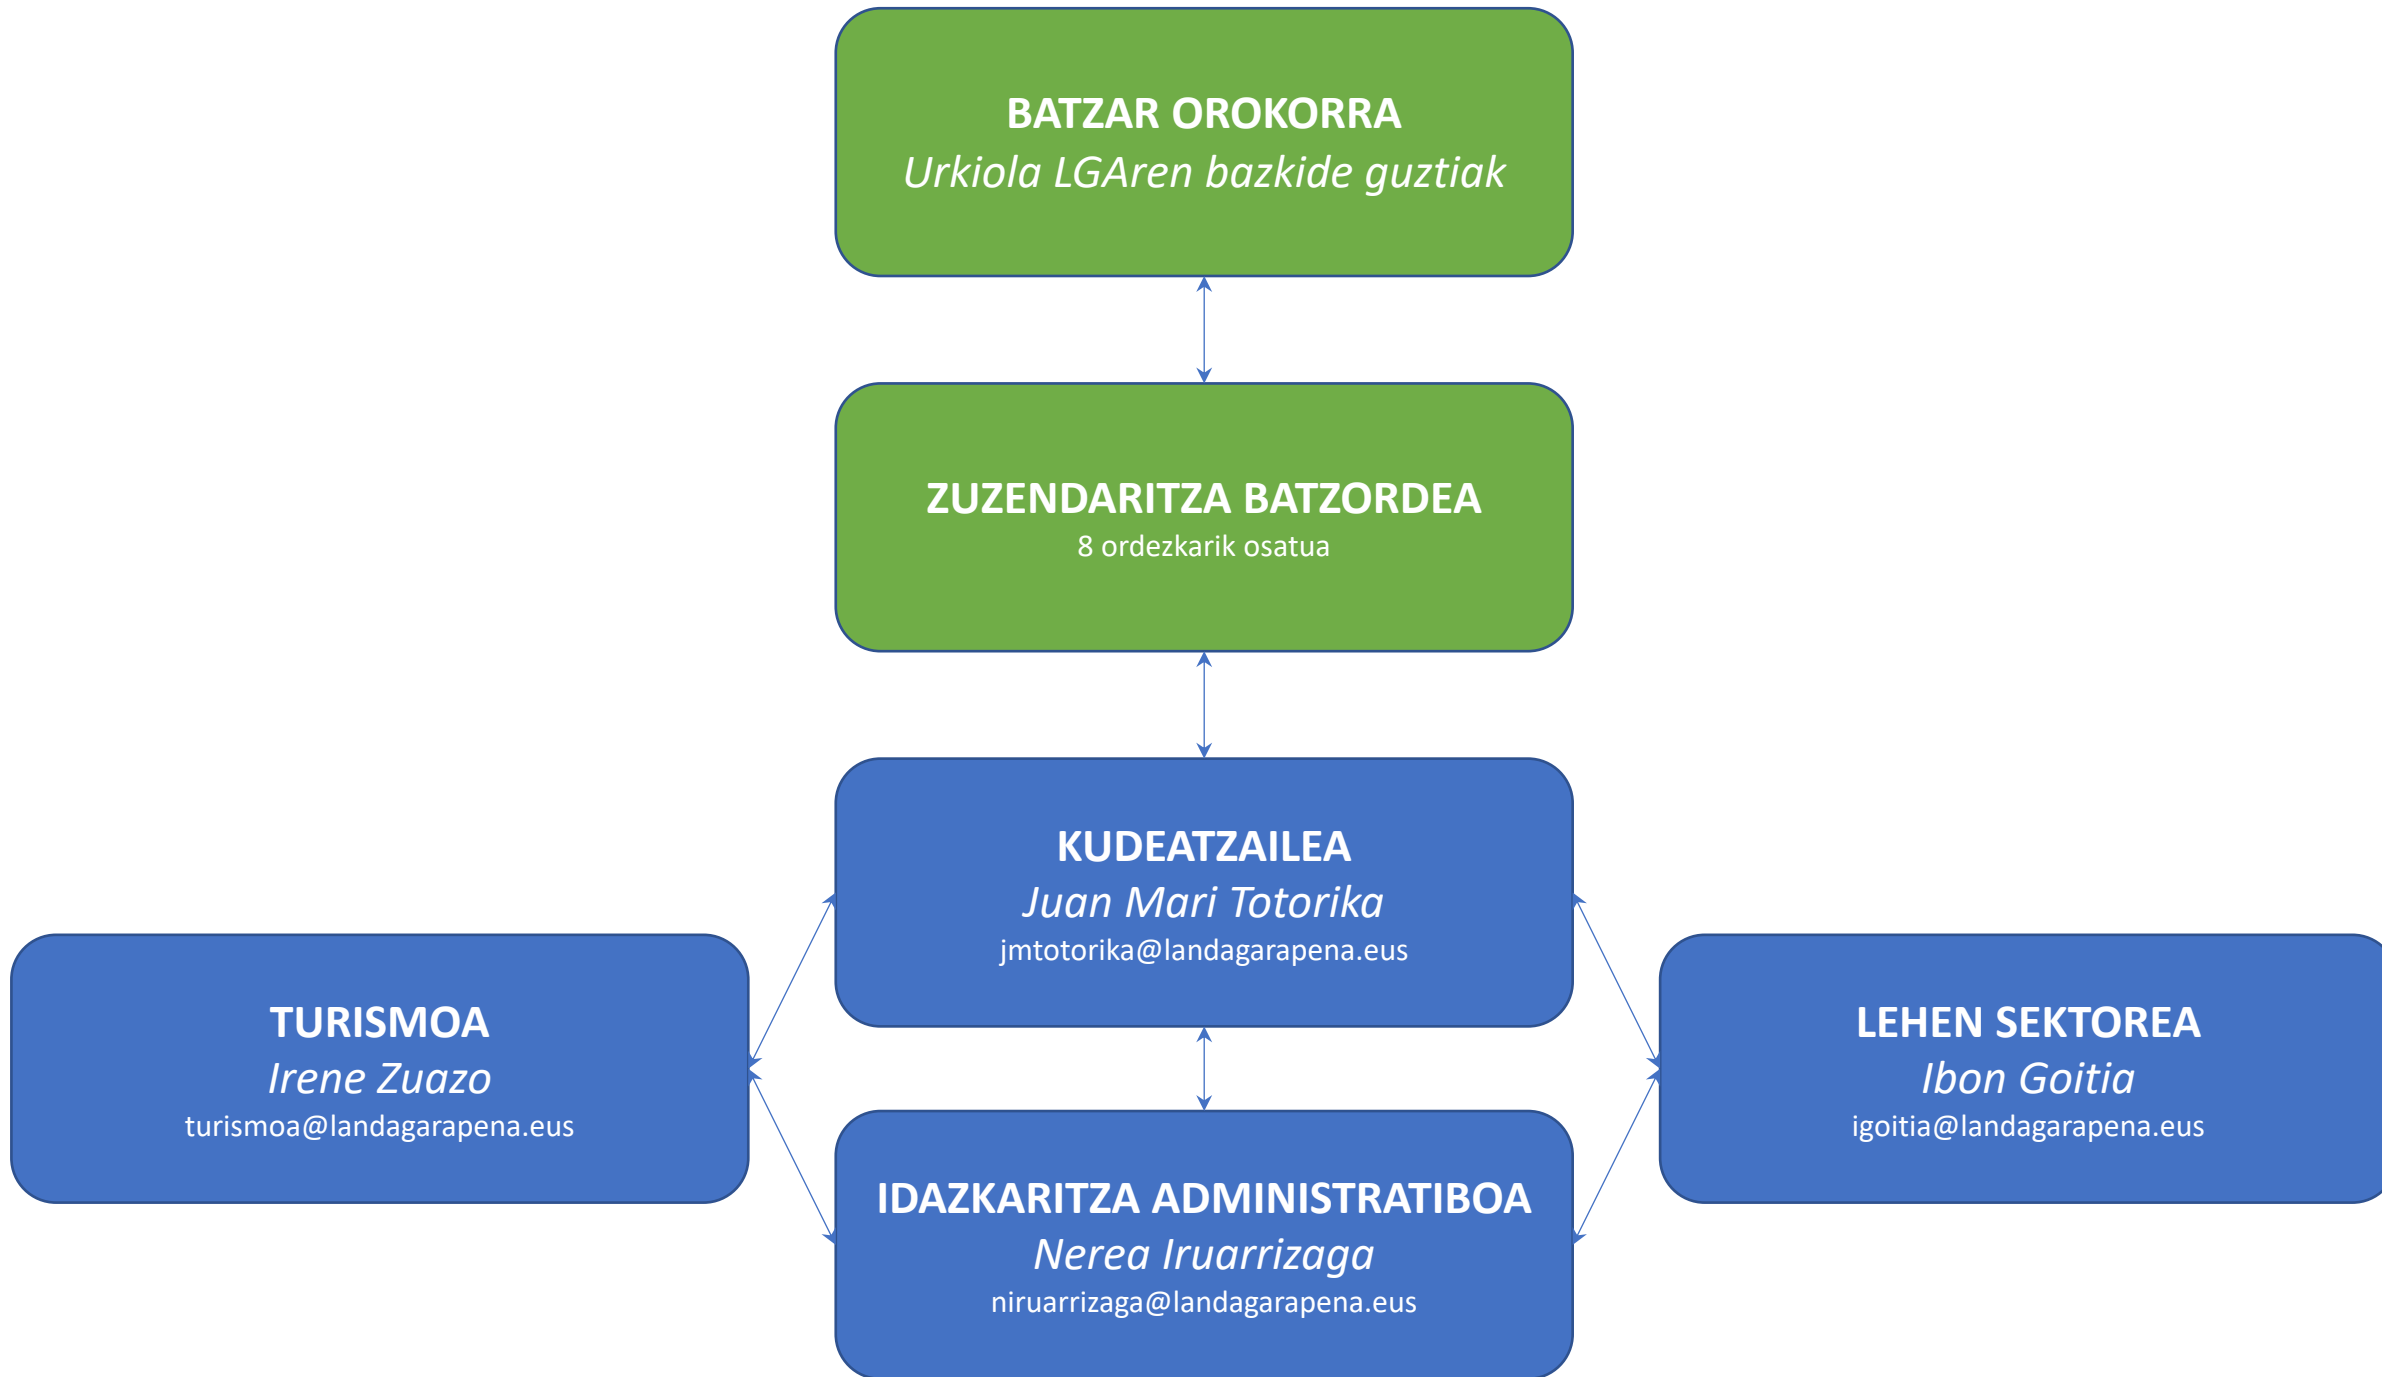 BATZAR OROKORRA
Urkiola LGAren bazkide guztiak
ZUZENDARITZA BATZORDEA
8 ordezkarik osatua
KUDEATZAILEA
Juan Mari Totorika
jmtotorika@landagarapena.eus
TURISMOA
Irene Zuazo
turismoa@landagarapena.eus
LEHEN SEKTOREA
Ibon Goitia
igoitia@landagarapena.eus
IDAZKARITZA ADMINISTRATIBOA
Nerea Iruarrizaga
niruarrizaga@landagarapena.eus